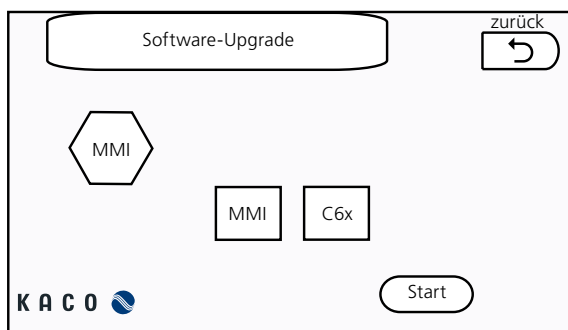 zurück
Software-Upgrade
MMI
MMI C6x
Start
KACO